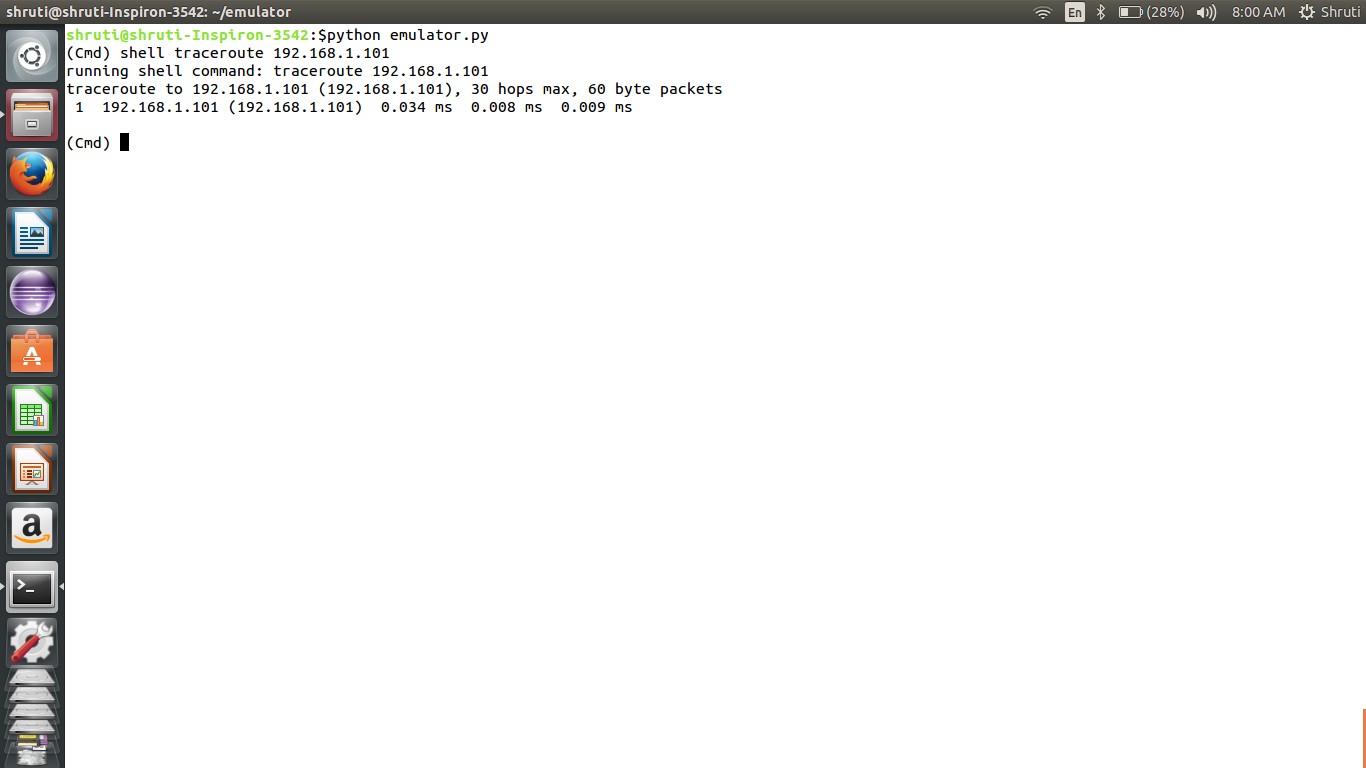 shruti@shruti-Inspiron-3542: ~/emulator
En (28%) 8:00 AM Shruti
shruti@shruti-Inspiron-3542:$python emulator.py
(Cmd) shell traceroute 192.168.1.101
running shell command: traceroute 192.168.1.101
traceroute to 192.168.1.101 (192.168.1.101), 30 hops max, 60 byte packets
 1  192.168.1.101 (192.168.1.101)  0.034 ms  0.008 ms  0.009 ms
(Cmd)